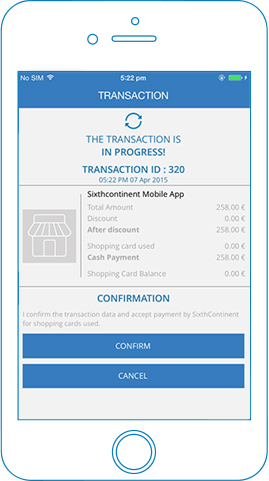 No SIM 5:22 pm
TRANSACTION
THE TRANSACTION IS
IN PROGRESS!
TRANSACTION ID : 320
05:22 PM 07 Apr 2015
Sixthcontinent Mobile App
Total Amount 258.00 €
Discount 0.00 €
After discount 258.00 €
Shopping card used 0.00 €
Cash Payment 258.00 €
Shopping Card Balance 0.00 €
CONFIRMATION
I confirm the transaction data and accept payment by SixthContinent
for shopping cards used.
CONFIRM
CANCEL